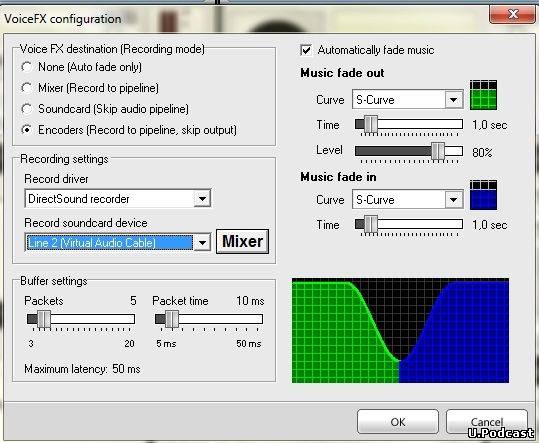 VoiceFX configuration
Voice FX destination (Recording mode)
None (Auto fade only)
Mixer (Record to pipeline)
Soundcard (Skip audio pipeline)
Encoders (Record to pipeline, skip output)
Recording settings
Record driver
DirectSound recorder
Record soundcard device
Line 2 (Virtual Audio Cable)
Mixer
Buffer settings
Packets 5
3 20
Packet time 10 ms
5 ms 50 ms
Maximum latency: 50 ms
Automatically fade music
Music fade out
Curve S-Curve
Time 1,0 sec
Level 80%
Music fade in
Curve S-Curve
Time 1,0 sec
OK Cancel
U.Podcast